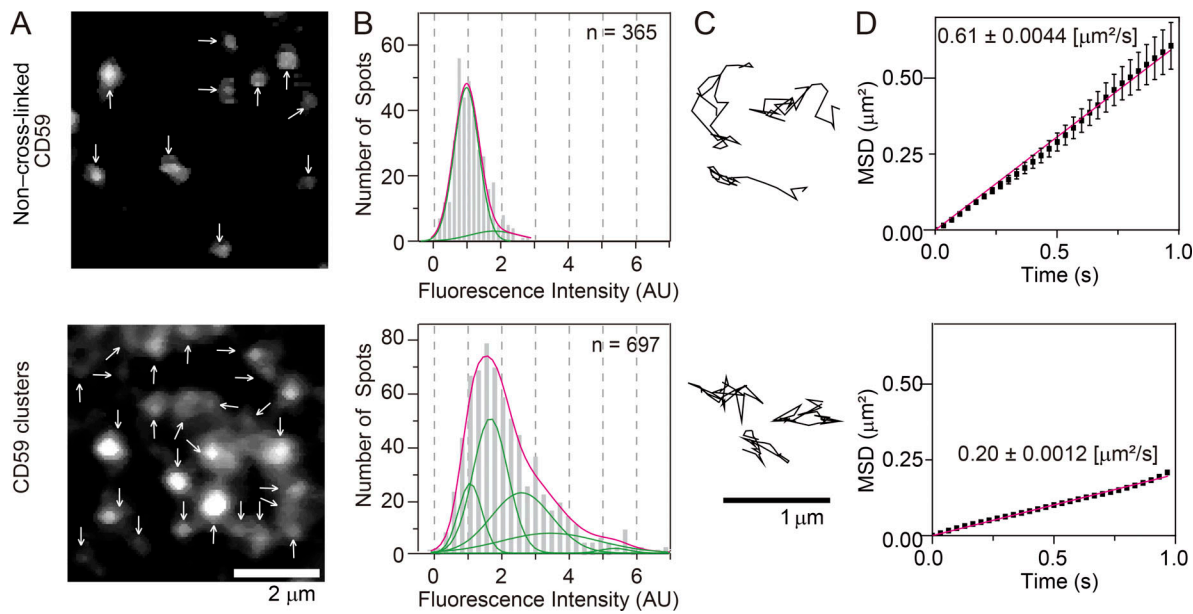 A
B
C
D
Non–cross-linked
CD59
n = 365
60
40
20
0
Number of Spots
0 2 4 6
Fluorescence Intensity (AU)
0.61 ± 0.0044 [μm²/s]
0.50
0.25
0.00
MSD (μm²)
0.0 0.5 1.0
Time (s)
CD59 clusters
2 μm
n = 697
80
60
40
20
0
Number of Spots
0 2 4 6
Fluorescence Intensity (AU)
1 μm
0.20 ± 0.0012 [μm²/s]
0.50
0.25
0.00
MSD (μm²)
0.0 0.5 1.0
Time (s)